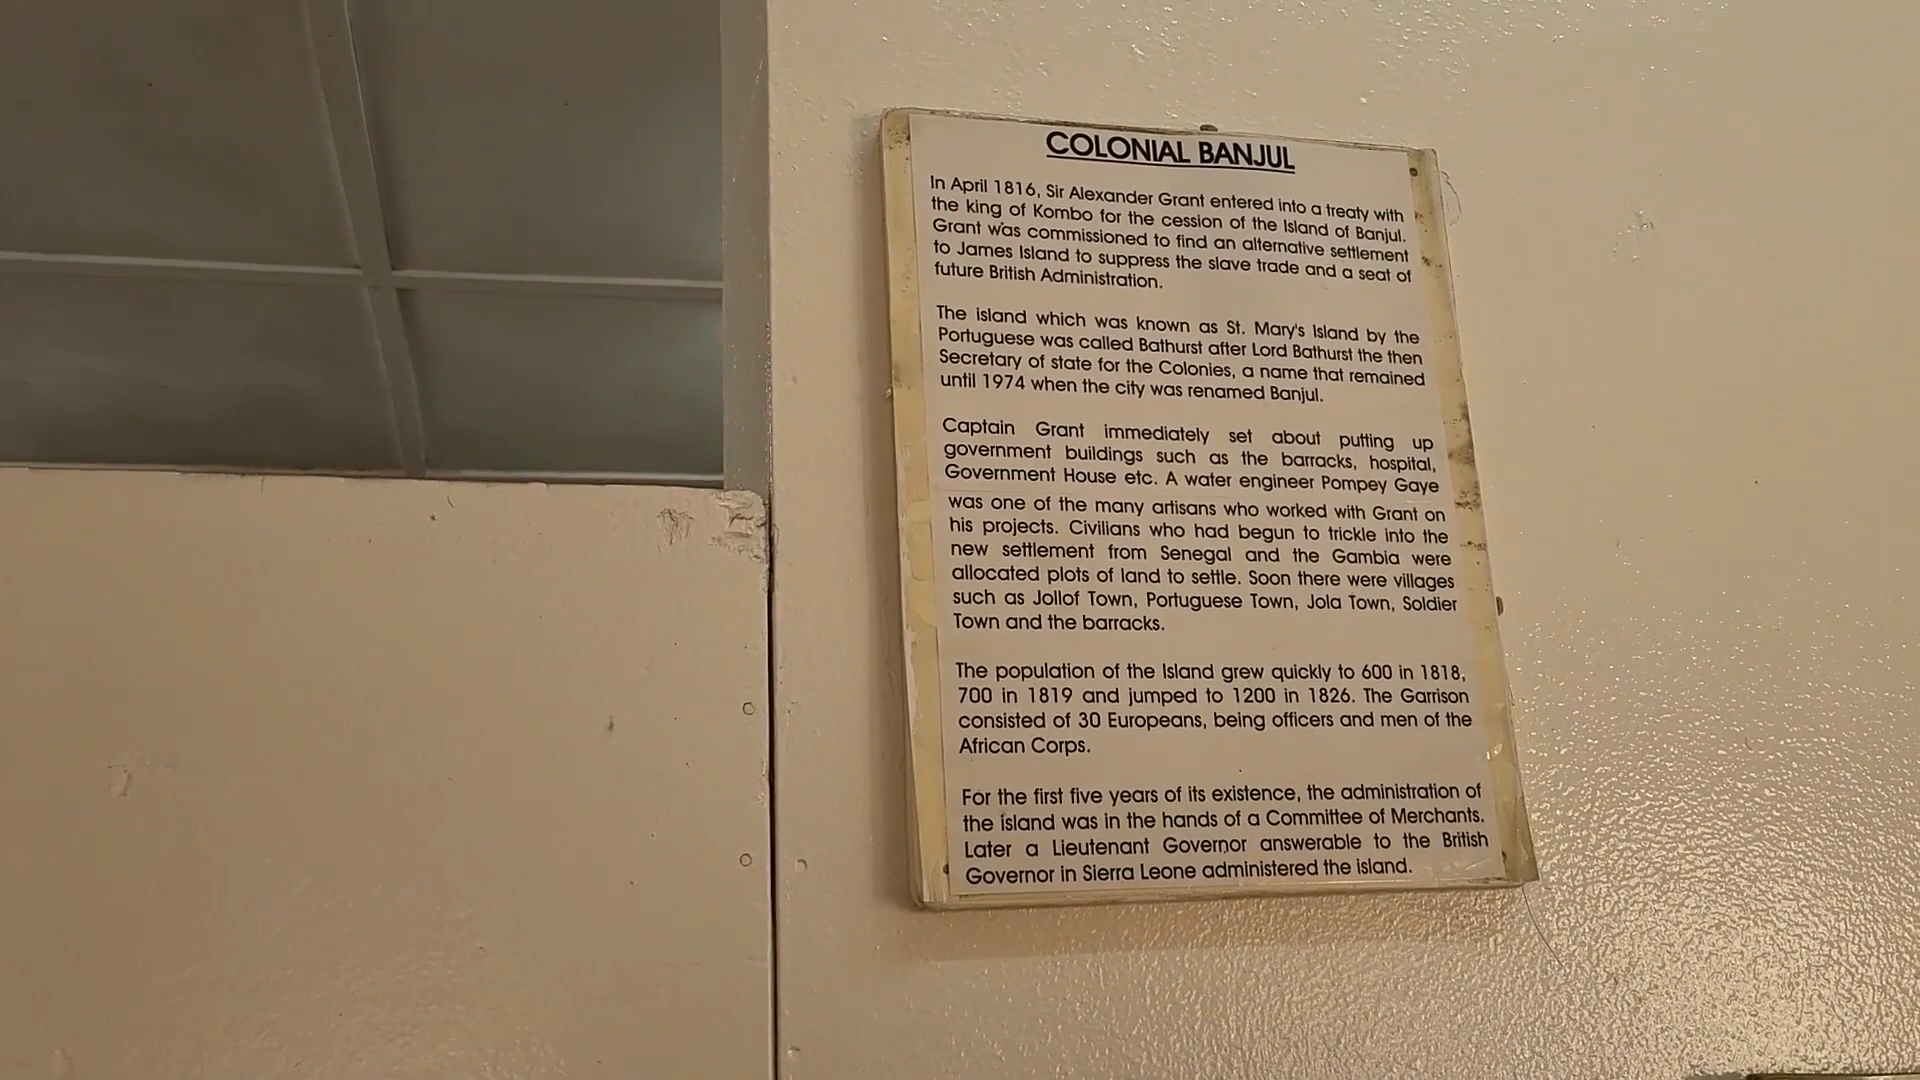 COLONIAL BANJUL
In April 1816, Sir Alexander Grant entered into a treaty with
the king of Kombo for the cession of the Island of Banjul.
Grant was commissioned to find an alternative settlement
to James Island to suppress the slave trade and a seat of
future British Administration.
The island which was known as St. Mary's Island by the
Portuguese was called Bathurst after Lord Bathurst the then
Secretary of state for the Colonies, a name that remained
until 1974 when the city was renamed Banjul.
Captain Grant immediately set about putting up
government buildings such as the barracks, hospital,
Government House etc. A water engineer Pompey Gaye
was one of the many artisans who worked with Grant on
his projects. Civilians who had begun to trickle into the
new settlement from Senegal and the Gambia were
allocated plots of land to settle. Soon there were villages
such as Jollof Town, Portuguese Town, Jola Town, Soldier
Town and the barracks.
The population of the Island grew quickly to 600 in 1818,
700 in 1819 and jumped to 1200 in 1826. The Garrison
consisted of 30 Europeans, being officers and men of the
African Corps.
For the first five years of its existence, the administration of
the island was in the hands of a Committee of Merchants.
Later a Lieutenant Governor answerable to the British
Governor in Sierra Leone administered the island.